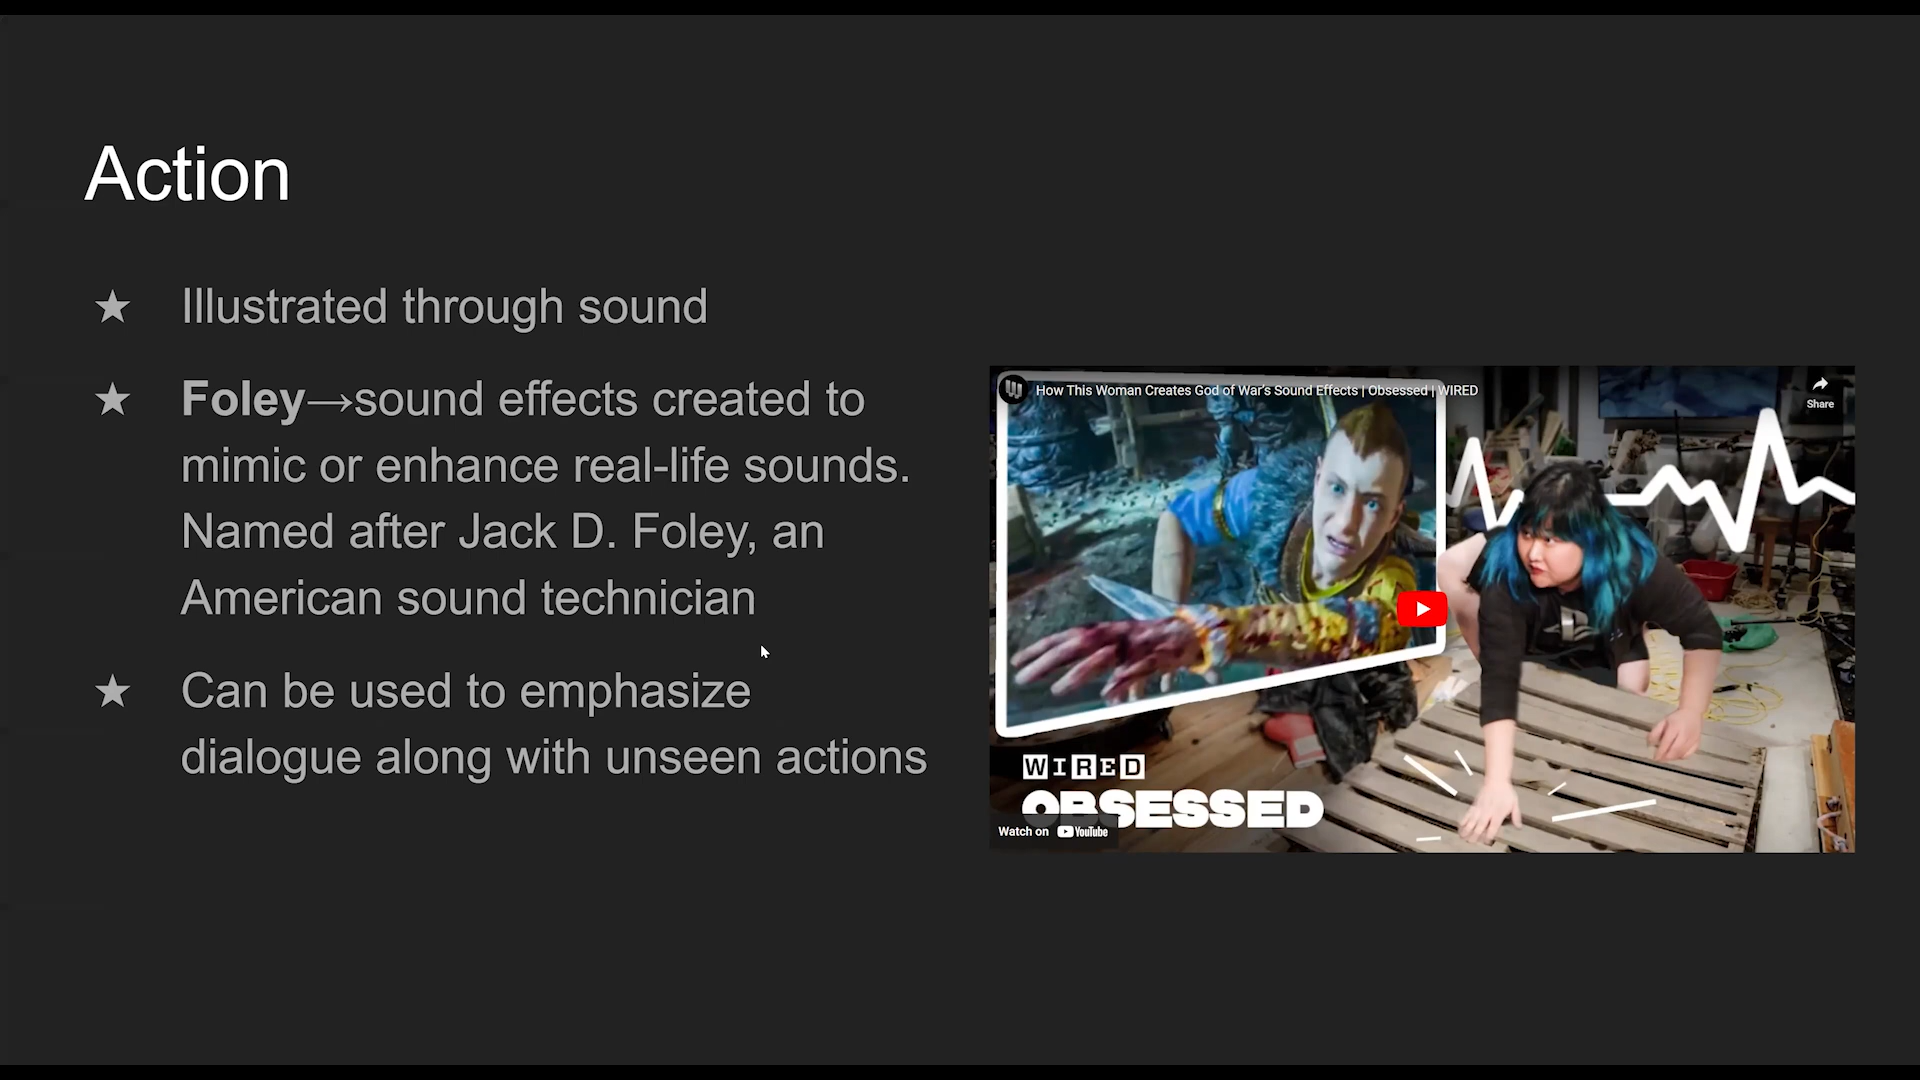 Action
★ Illustrated through sound
★ Foley→sound effects created to
mimic or enhance real-life sounds.
Named after Jack D. Foley, an
American sound technician
★ Can be used to emphasize
dialogue along with unseen actions
How This Woman Creates God of War’s Sound Effects | Obsessed | WIRED
Share
WIRED
OBSESSED
Watch on YouTube